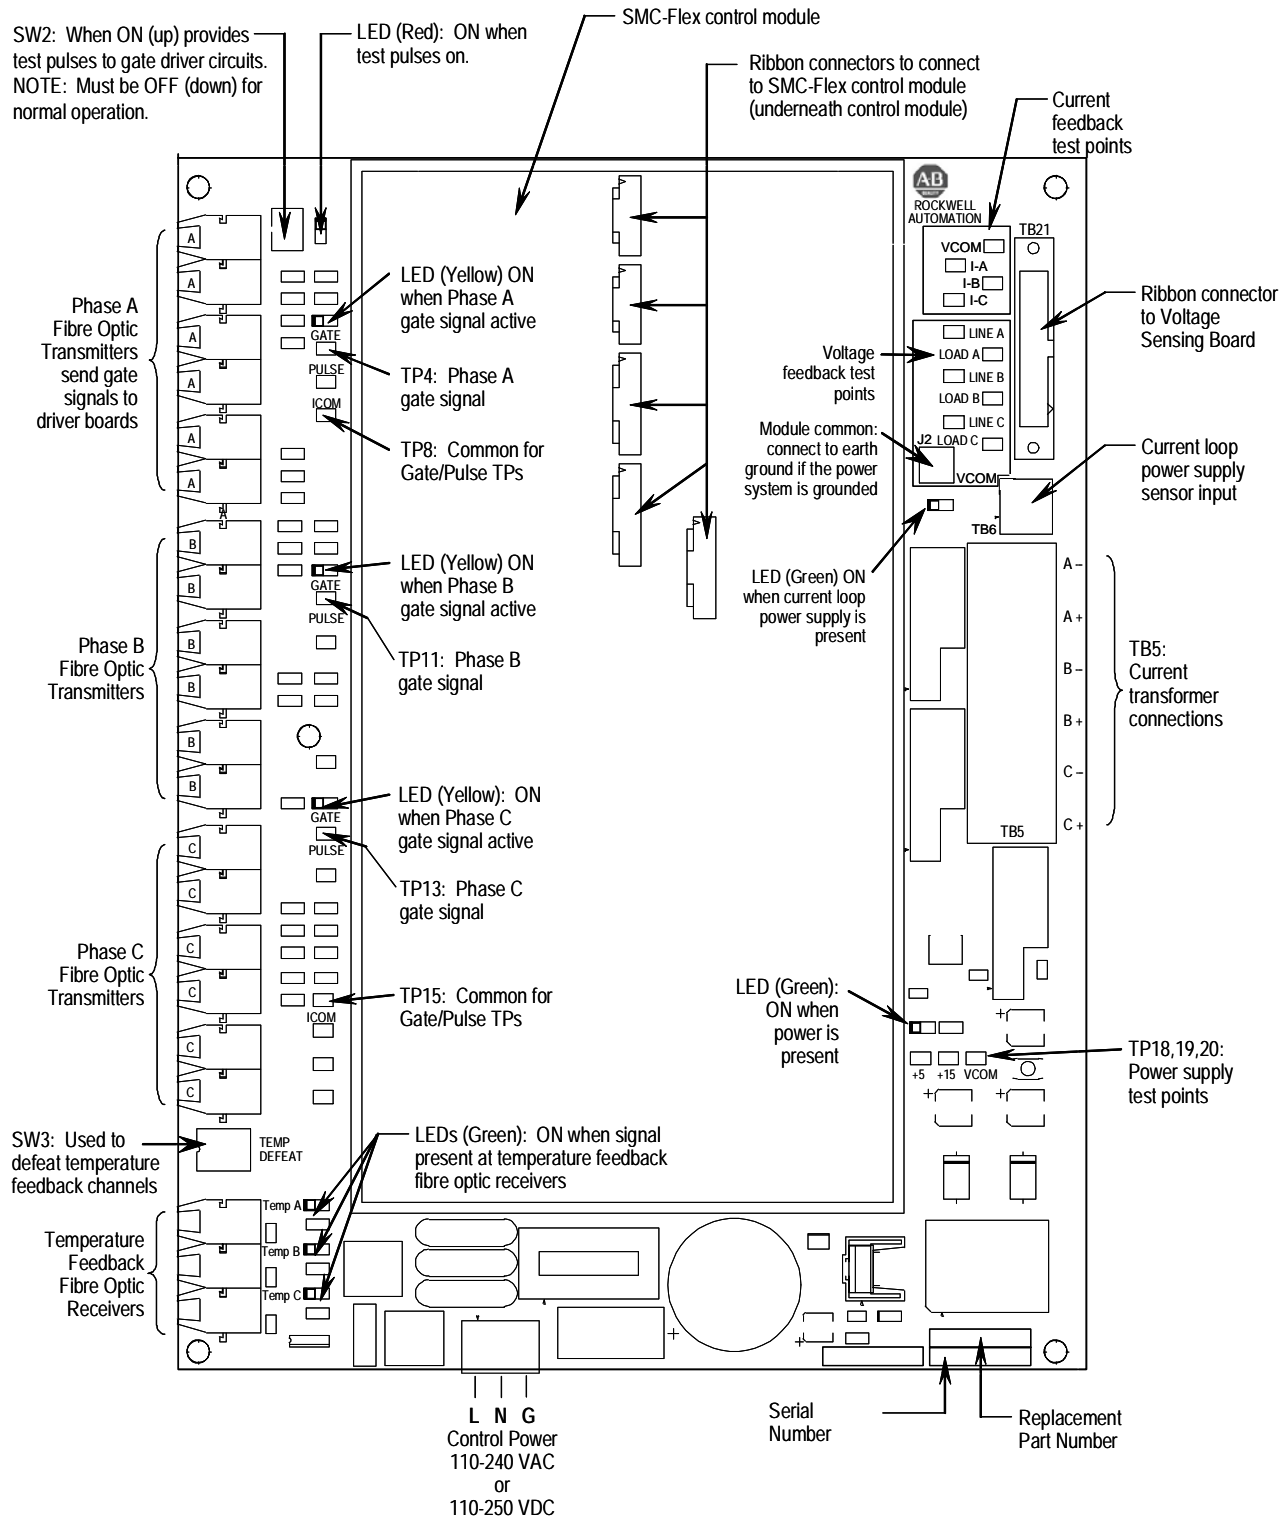 SW2: When ON (up) provides
test pulses to gate driver circuits.
NOTE: Must be OFF (down) for
normal operation.
LED (Red): ON when
test pulses on.
SMC-Flex control module
Ribbon connectors to connect
to SMC-Flex control module
(underneath control module)
Current
feedback
test points
A-B
QUALITY
ROCKWELL
AUTOMATION
TB21
VCOM
I-A
I-B
I-C
LINE A
LOAD A
LINE B
LOAD B
LINE C
J2 LOAD C
VCOM
TB6
Ribbon connector
to Voltage
Sensing Board
Voltage
feedback test
points
Module common:
connect to earth
ground if the power
system is grounded
Current loop
power supply
sensor input
LED (Green) ON
when current loop
power supply is
present
A -
A +
B -
B +
C -
C +
TB5
TB5:
Current
transformer
connections
Phase A
Fibre Optic
Transmitters
send gate
signals to
driver boards
A
A
A
A
A
A
A
GATE
PULSE
ICOM
LED (Yellow) ON
when Phase A
gate signal active
TP4: Phase A
gate signal
TP8: Common for
Gate/Pulse TPs
Phase B
Fibre Optic
Transmitters
B
B
B
B
B
B
GATE
PULSE
LED (Yellow) ON
when Phase B
gate signal active
TP11: Phase B
gate signal
Phase C
Fibre Optic
Transmitters
C
C
C
C
C
C
GATE
PULSE
ICOM
LED (Yellow): ON
when Phase C
gate signal active
TP13: Phase C
gate signal
TP15: Common for
Gate/Pulse TPs
LED (Green):
ON when
power is
present
+5 +15 VCOM
+
+
+
TP18,19,20:
Power supply
test points
SW3: Used to
defeat temperature
feedback channels
TEMP
DEFEAT
LEDs (Green): ON when signal
present at temperature feedback
fibre optic receivers
Temperature
Feedback
Fibre Optic
Receivers
Temp A
Temp B
Temp C
+
+
L N G
Control Power
110-240 VAC
or
110-250 VDC
Serial
Number
Replacement
Part Number